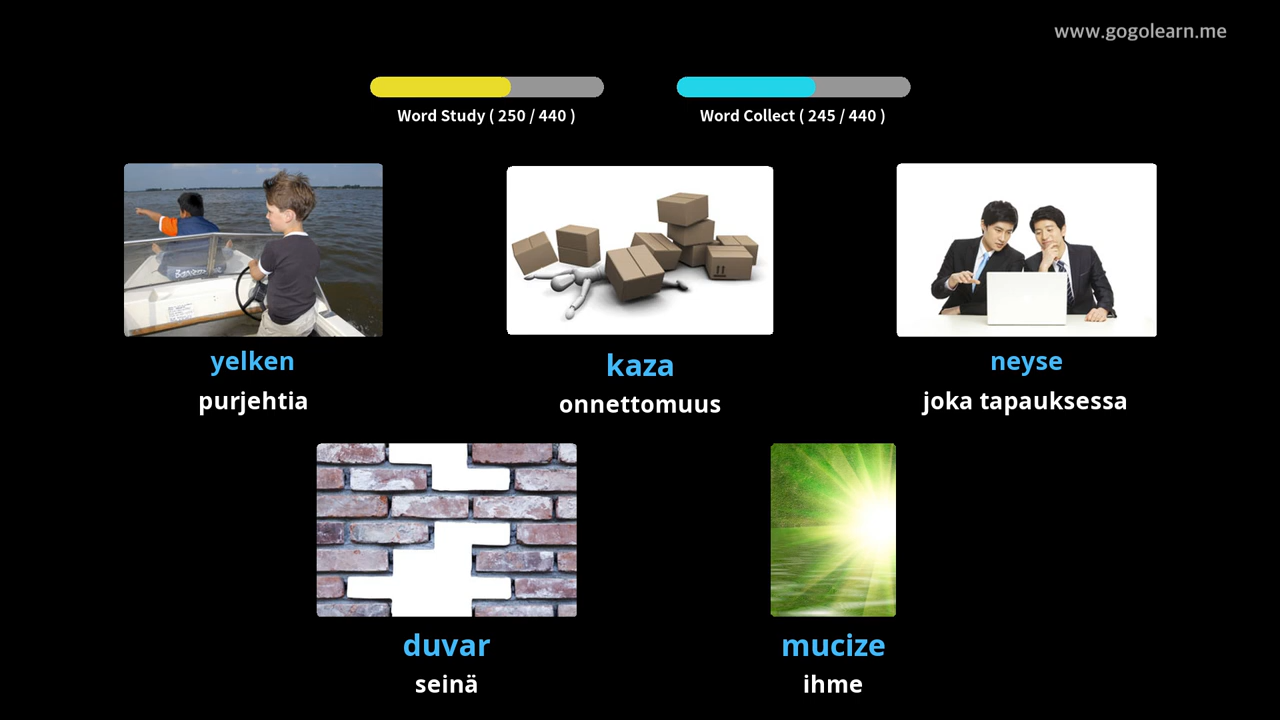 www.gogolearn.me
Word Study ( 250 / 440 )
Word Collect ( 245 / 440 )
yelken
purjehtia
kaza
onnettomuus
neyse
joka tapauksessa
duvar
seinä
mucize
ihme